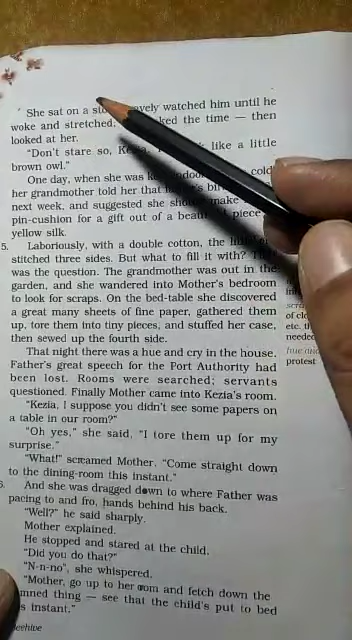 She sat on a sto avely watched him until he
woke and stretched, ked the time — then
looked at her.
"Don't stare so, Ke like a little
brown owl."
One day, when she was k indoo cold
her grandmother told her that 's bi
next week, and suggested she sho make
pin-cushion for a gift out of a beau piece
yellow silk.
5. Laboriously, with a double cotton, the
stitched three sides. But what to fill it with?
was the question. The grandmother was out in the
garden, and she wandered into Mother's bedroom
to look for scraps. On the bed-table she discovered
a great many sheets of fine paper, gathered them
up, tore them into tiny pieces, and stuffed her case,
then sewed up the fourth side.
scra
of clo
etc. th
needed
That night there was a hue and cry in the house.
Father's great speech for the Port Authority had
been lost. Rooms were searched; servants
questioned. Finally Mother came into Kezia's room.
hue and
protest
"Kezia, I suppose you didn't see some papers on
a table in our room?"
"Oh yes," she said, "I tore them up for my
surprise."
"What!" screamed Mother. "Come straight down
to the dining-room this instant."
And she was dragged down to where Father was
pacing to and fro, hands behind his back.
"Well?" he said sharply.
Mother explained.
He stopped and stared at the child.
"Did you do that?"
"N-n-no", she whispered.
"Mother, go up to her room and fetch down the
mned thing — see that the child's put to bed
s instant."
eehive